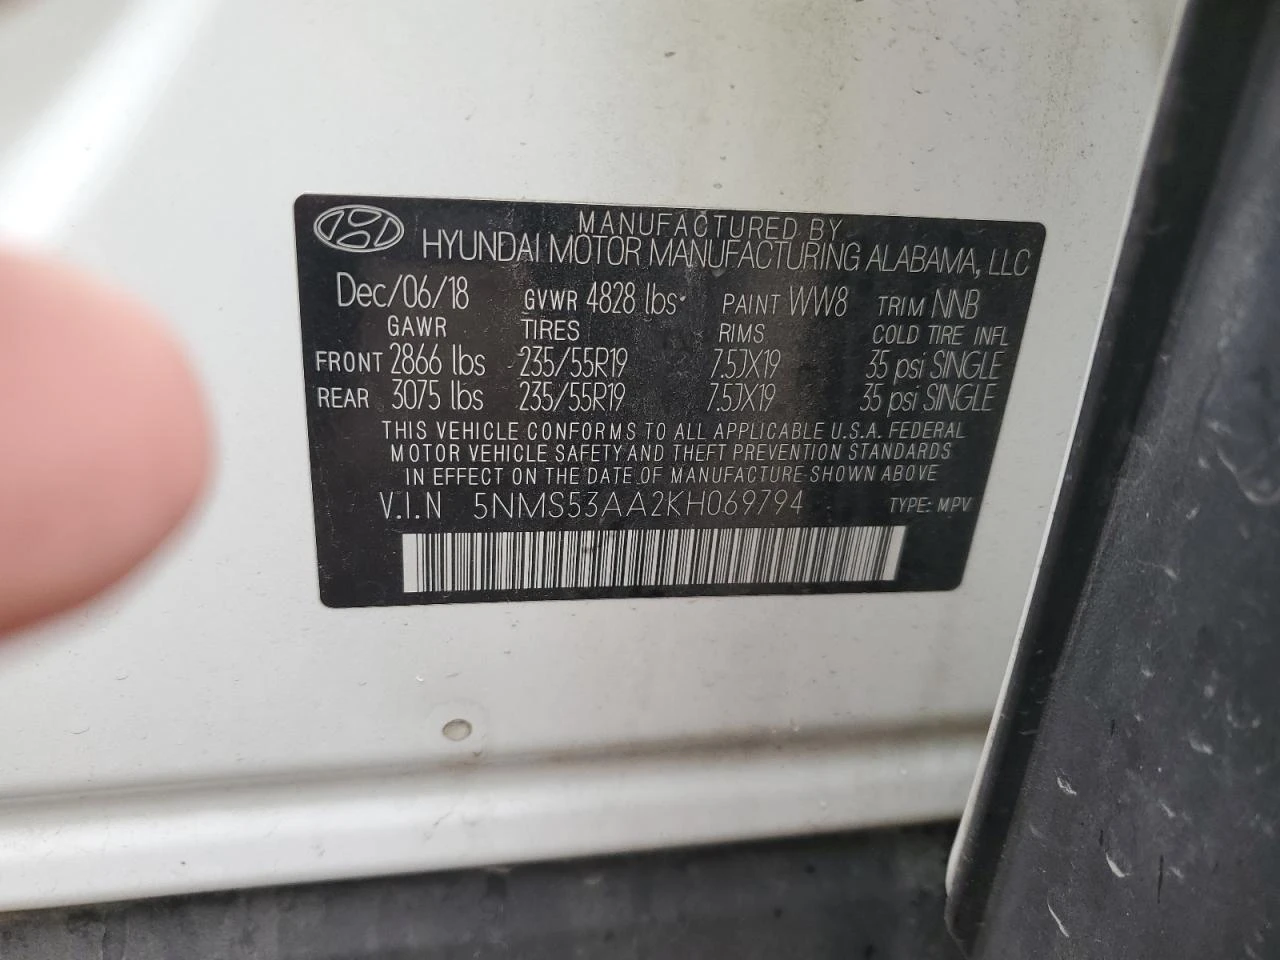 MANUFACTURED BY
HYUNDAI MOTOR MANUFACTURING ALABAMA, LLC
Dec/06/18 GVWR 4828 lbs PAINT WW8 TRIM NNB
GAWR TIRES RIMS COLD TIRE INFL
FRONT 2866 lbs 235/55R19 7.5JX19 35 psi SINGLE
REAR 3075 lbs 235/55R19 7.5JX19 35 psi SINGLE
THIS VEHICLE CONFORMS TO ALL APPLICABLE U.S.A. FEDERAL
MOTOR VEHICLE SAFETY AND THEFT PREVENTION STANDARDS
IN EFFECT ON THE DATE OF MANUFACTURE SHOWN ABOVE
V.I.N 5NMS53AA2KH069794 TYPE: MPV